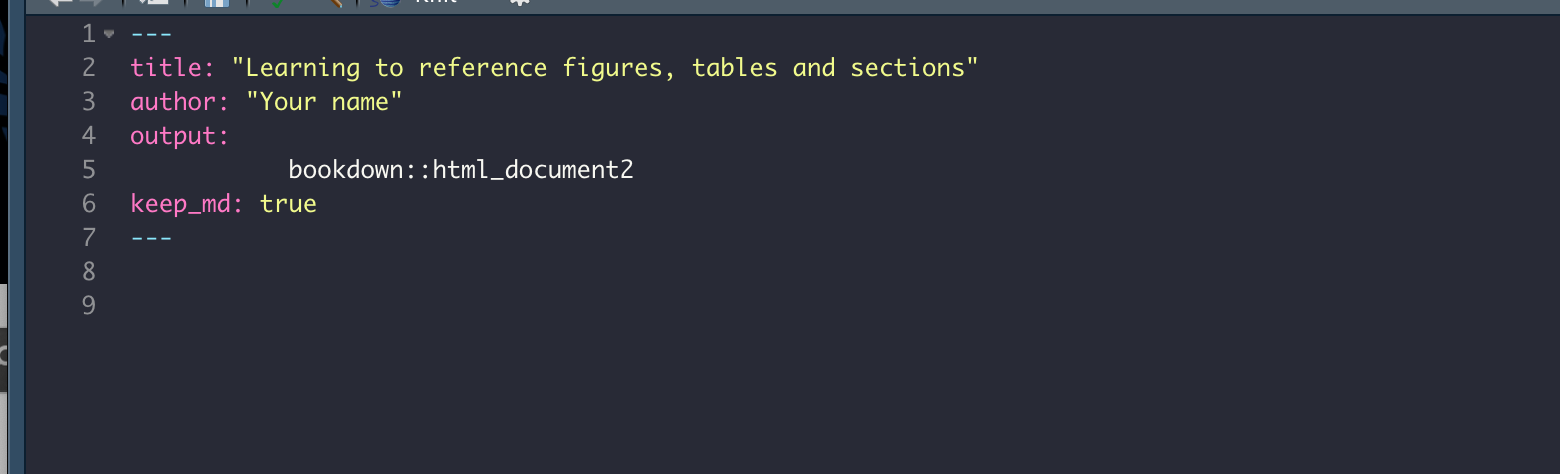 1 ---
2 title: "Learning to reference figures, tables and sections"
3 author: "Your name"
4 output:
5           bookdown::html_document2
6 keep_md: true
7 ---
8
9